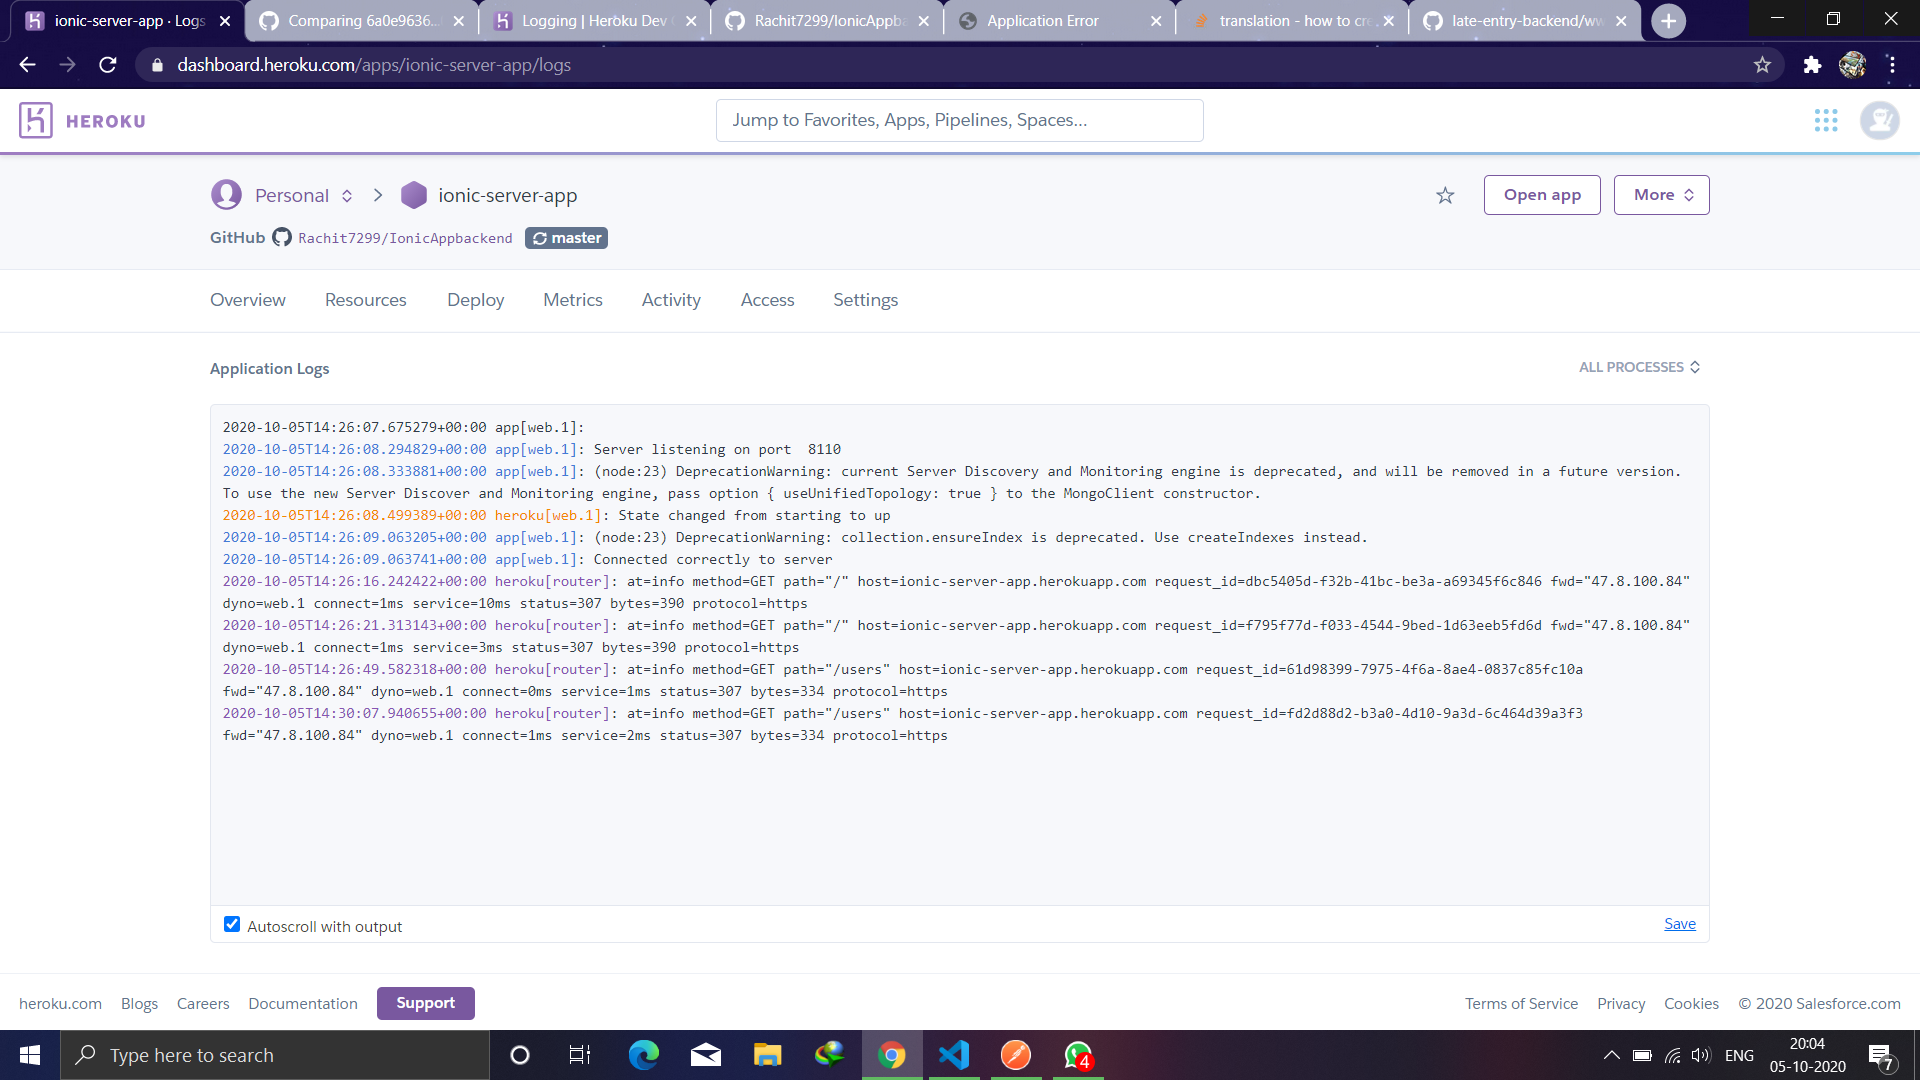 ionic-server-app · Logs
Comparing 6a0e9636...
Logging | Heroku Dev
Rachit7299/IonicAppba
Application Error
translation - how to cre
late-entry-backend/ww
dashboard.heroku.com/apps/ionic-server-app/logs
HEROKU
Jump to Favorites, Apps, Pipelines, Spaces...
Personal
ionic-server-app
Open app
More
GitHub Rachit7299/IonicAppbackend master
Overview
Resources
Deploy
Metrics
Activity
Access
Settings
Application Logs
ALL PROCESSES
2020-10-05T14:26:07.675279+00:00 app[web.1]:
2020-10-05T14:26:08.294829+00:00 app[web.1]: Server listening on port  8110
2020-10-05T14:26:08.333881+00:00 app[web.1]: (node:23) DeprecationWarning: current Server Discovery and Monitoring engine is deprecated, and will be removed in a future version.
To use the new Server Discover and Monitoring engine, pass option { useUnifiedTopology: true } to the MongoClient constructor.
2020-10-05T14:26:08.499389+00:00 heroku[web.1]: State changed from starting to up
2020-10-05T14:26:09.063205+00:00 app[web.1]: (node:23) DeprecationWarning: collection.ensureIndex is deprecated. Use createIndexes instead.
2020-10-05T14:26:09.063741+00:00 app[web.1]: Connected correctly to server
2020-10-05T14:26:16.242422+00:00 heroku[router]: at=info method=GET path="/" host=ionic-server-app.herokuapp.com request_id=dbc5405d-f32b-41bc-be3a-a69345f6c846 fwd="47.8.100.84"
dyno=web.1 connect=1ms service=10ms status=307 bytes=390 protocol=https
2020-10-05T14:26:21.313143+00:00 heroku[router]: at=info method=GET path="/" host=ionic-server-app.herokuapp.com request_id=f795f77d-f033-4544-9bed-1d63eeb5fd6d fwd="47.8.100.84"
dyno=web.1 connect=1ms service=3ms status=307 bytes=390 protocol=https
2020-10-05T14:26:49.582318+00:00 heroku[router]: at=info method=GET path="/users" host=ionic-server-app.herokuapp.com request_id=61d98399-7975-4f6a-8ae4-0837c85fc10a
fwd="47.8.100.84" dyno=web.1 connect=0ms service=1ms status=307 bytes=334 protocol=https
2020-10-05T14:30:07.940655+00:00 heroku[router]: at=info method=GET path="/users" host=ionic-server-app.herokuapp.com request_id=fd2d88d2-b3a0-4d10-9a3d-6c464d39a3f3
fwd="47.8.100.84" dyno=web.1 connect=1ms service=2ms status=307 bytes=334 protocol=https
Autoscroll with output
Save
heroku.com
Blogs
Careers
Documentation
Support
Terms of Service
Privacy
Cookies
© 2020 Salesforce.com
Type here to search
4
ENG
20:04
05-10-2020
7